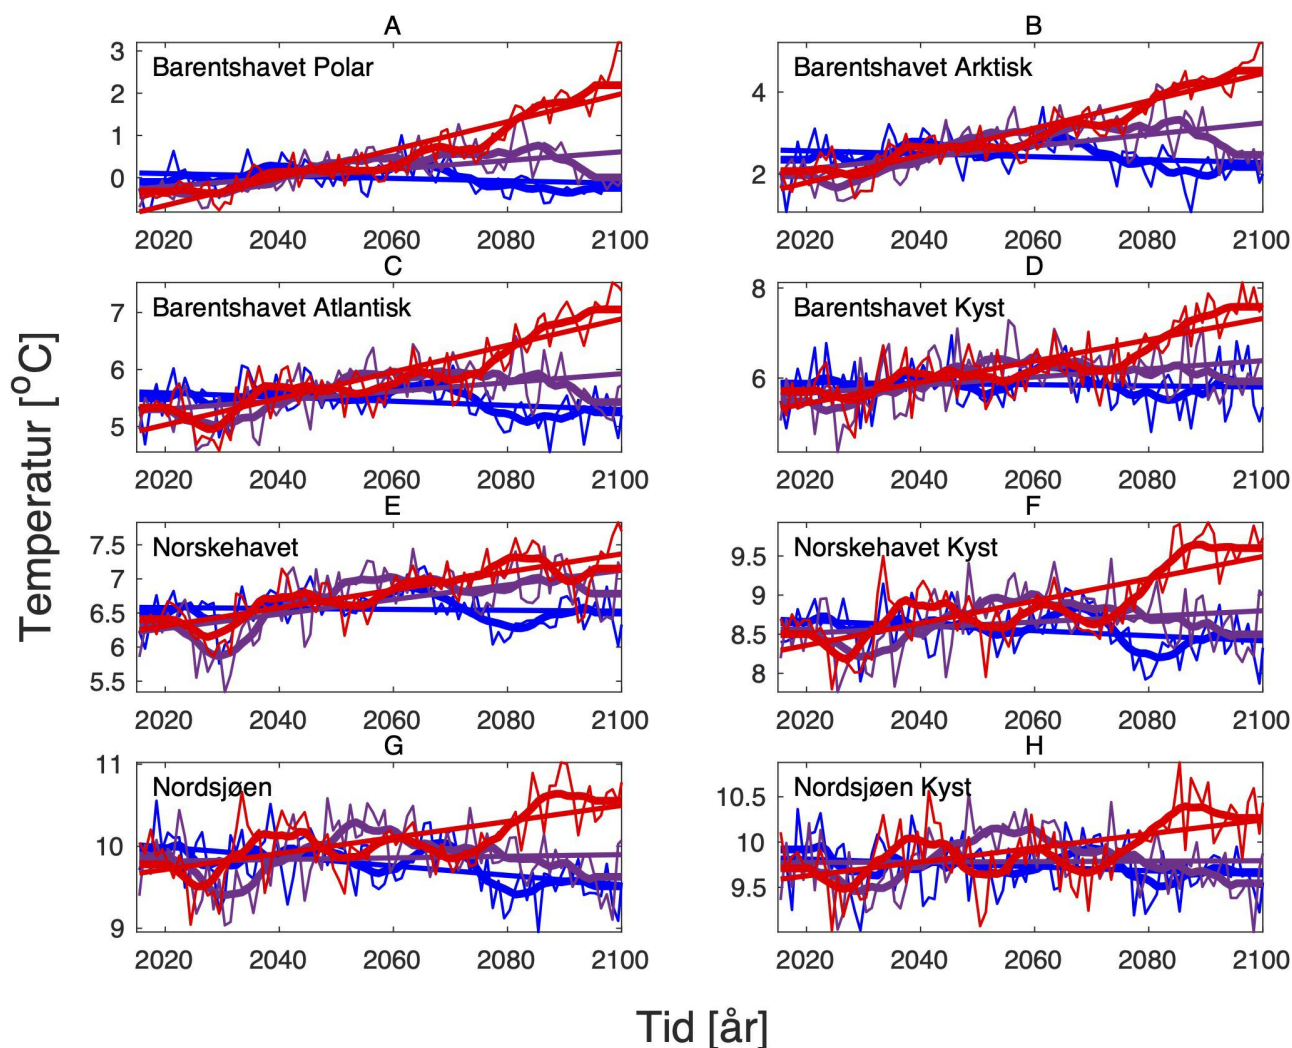 A
Barentshavet Polar
3
2
1
0
2020 2040 2060 2080 2100
B
Barentshavet Arktisk
4
2
2020 2040 2060 2080 2100
C
Barentshavet Atlantisk
7
6
5
2020 2040 2060 2080 2100
D
Barentshavet Kyst
8
6
2020 2040 2060 2080 2100
E
Norskehavet
7.5
7
6.5
6
5.5
2020 2040 2060 2080 2100
F
Norskehavet Kyst
9.5
9
8.5
8
2020 2040 2060 2080 2100
G
Nordsjøen
11
10
9
2020 2040 2060 2080 2100
H
Nordsjøen Kyst
10.5
10
9.5
2020 2040 2060 2080 2100
Temperatur [°C]
Tid [år]